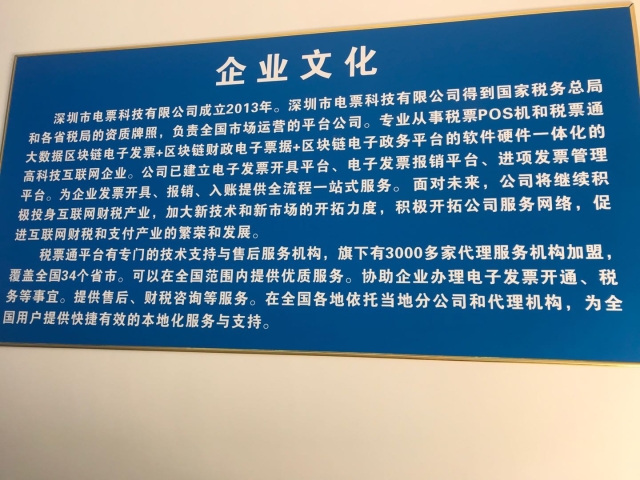 企业文化
深圳市电票科技有限公司成立2013年。深圳市电票科技有限公司得到国家税务总局
和各省税局的资质牌照，负责全国市场运营的平台公司。专业从事税票POS机和税票通
大数据区块链电子发票+区块链财政电子票据+区块链电子政务平台的软件硬件一体化的
高科技互联网企业。公司已建立电子发票开具平台、电子发票报销平台、进项发票管理
平台。为企业发票开具、报销、入账提供全流程一站式服务。 面对未来，公司将继续积
极投身互联网财税产业，加大新技术和新市场的开拓力度，积极开拓公司服务网络，促
进互联网财税和支付产业的繁荣和发展。
税票通平台有专门的技术支持与售后服务机构，旗下有3000多家代理服务机构加盟，
覆盖全国34个省市。可以在全国范围内提供优质服务。协助企业办理电子发票开通、税
务等事宜。提供售后、财税咨询等服务。在全国各地依托当地分公司和代理机构，为全
国用户提供快捷有效的本地化服务与支持。